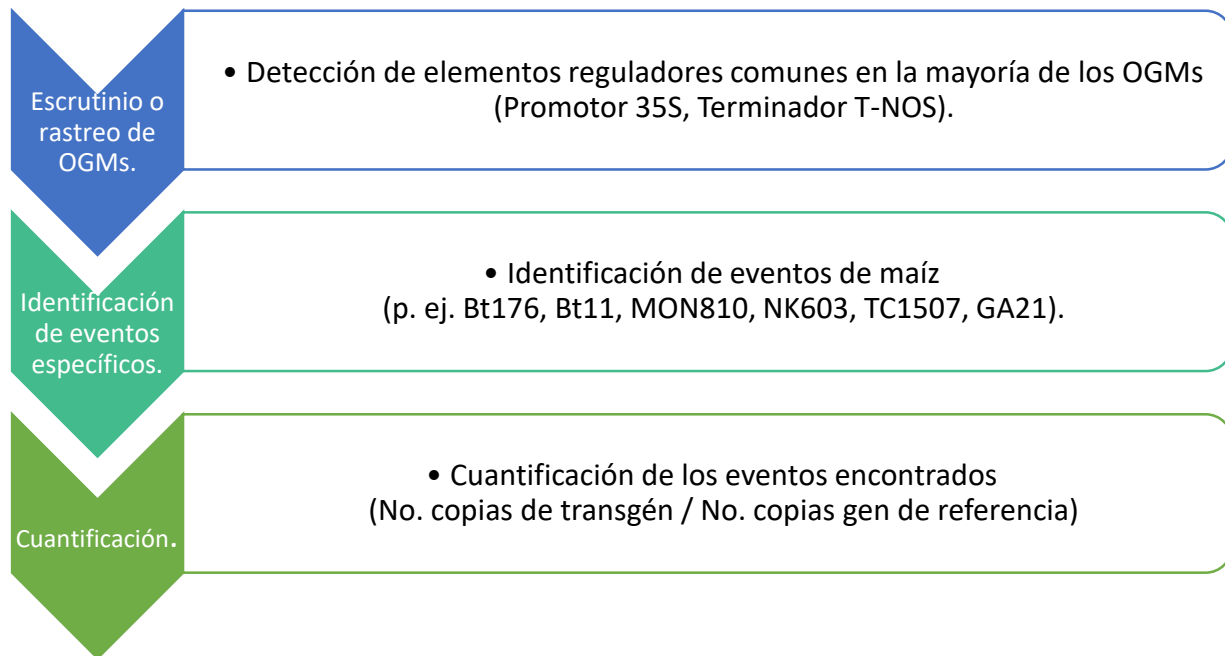 Escrutinio o
rastreo de
OGMs.
• Detección de elementos reguladores comunes en la mayoría de los OGMs
(Promotor 35S, Terminador T-NOS).
Identificación
de eventos
específicos.
• Identificación de eventos de maíz
(p. ej. Bt176, Bt11, MON810, NK603, TC1507, GA21).
Cuantificación.
• Cuantificación de los eventos encontrados
(No. copias de transgén / No. copias gen de referencia)